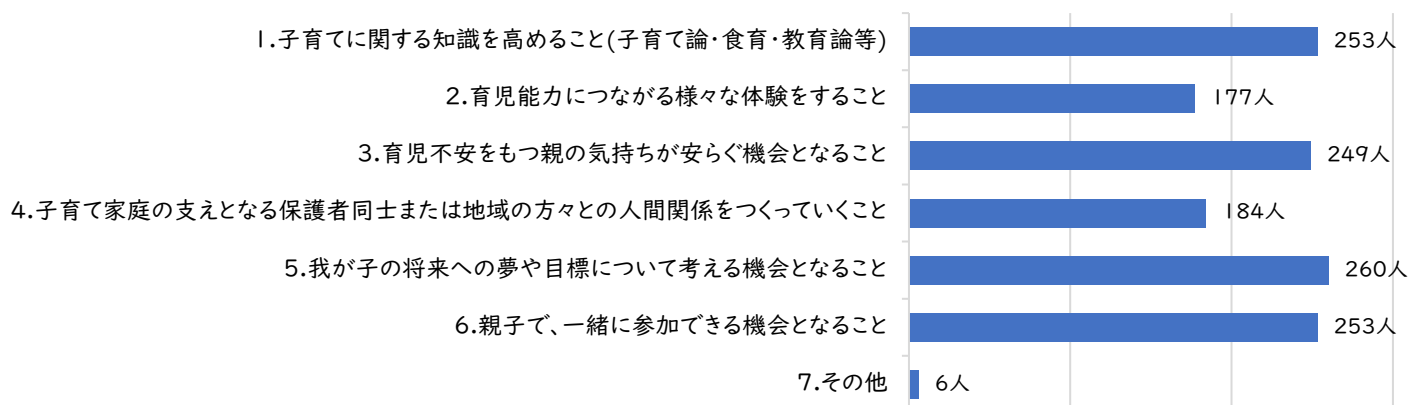 1.子育てに関する知識を高めること(子育て論・食育・教育論等) 253人
2.育児能力につながる様々な体験をすること 177人
3.育児不安をもつ親の気持ちが安らぐ機会となること 249人
4.子育て家庭の支えとなる保護者同士または地域の方々との人間関係をつくっていくこと 184人
5.我が子の将来への夢や目標について考える機会となること 260人
6.親子で、一緒に参加できる機会となること 253人
7.その他 6人